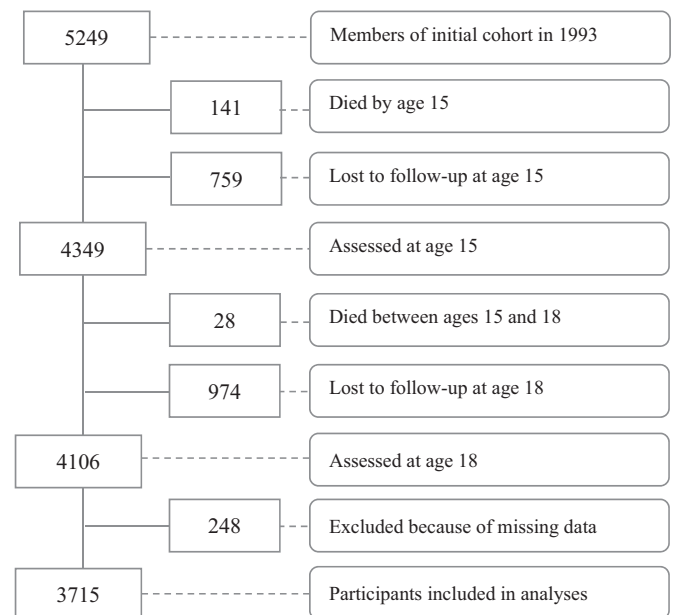 5249 Members of initial cohort in 1993
141 Died by age 15
759 Lost to follow-up at age 15
4349 Assessed at age 15
28 Died between ages 15 and 18
974 Lost to follow-up at age 18
4106 Assessed at age 18
248 Excluded because of missing data
3715 Participants included in analyses